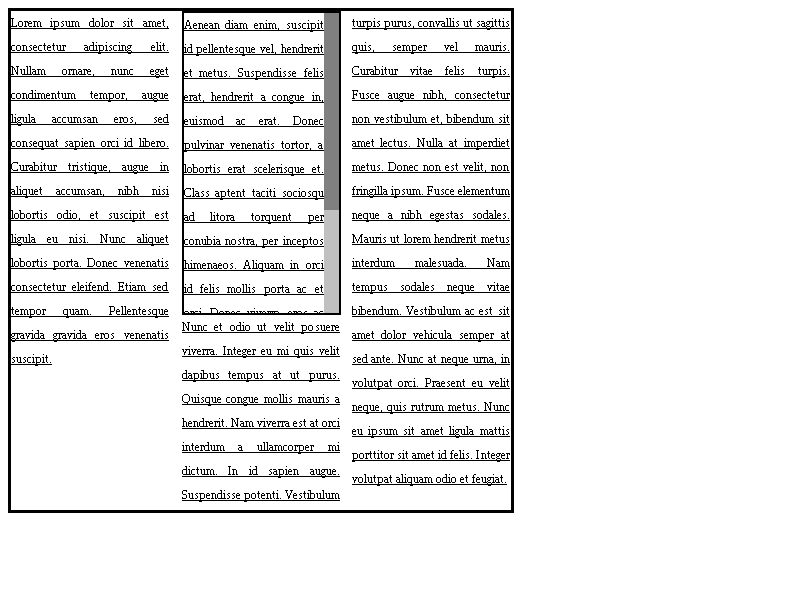 Lorem ipsum dolor sit amet,
consectetur adipiscing elit.
Nullam ornare, nunc eget
condimentum tempor, augue
ligula accumsan eros, sed
consequat sapien orci id libero.
Curabitur tristique, augue in
aliquet accumsan, nibh nisi
lobortis odio, et suscipit est
ligula eu nisi. Nunc aliquet
lobortis porta. Donec venenatis
consectetur eleifend. Etiam sed
tempor quam. Pellentesque
gravida gravida eros venenatis
suscipit.
Aenean diam enim, suscipit
id pellentesque vel, hendrerit
et metus. Suspendisse felis
erat, hendrerit a congue in,
euismod ac erat. Donec
pulvinar venenatis tortor, a
lobortis erat scelerisque et.
Class aptent taciti sociosqu
ad litora torquent per
conubia nostra, per inceptos
himenaeos. Aliquam in orci
id felis mollis porta ac et
orci. Donec viverra eros ac
Nunc et odio ut velit posuere
viverra. Integer eu mi quis velit
dapibus tempus at ut purus.
Quisque congue mollis mauris a
hendrerit. Nam viverra est at orci
interdum a ullamcorper mi
dictum. In id sapien augue.
Suspendisse potenti. Vestibulum
turpis purus, convallis ut sagittis
quis, semper vel mauris.
Curabitur vitae felis turpis.
Fusce augue nibh, consectetur
non vestibulum et, bibendum sit
amet lectus. Nulla at imperdiet
metus. Donec non est velit, non
fringilla ipsum. Fusce elementum
neque a nibh egestas sodales.
Mauris ut lorem hendrerit metus
interdum malesuada. Nam
tempus sodales neque vitae
bibendum. Vestibulum ac est sit
amet dolor vehicula semper at
sed ante. Nunc at neque urna, in
volutpat orci. Praesent eu velit
neque, quis rutrum metus. Nunc
eu ipsum sit amet ligula mattis
porttitor sit amet id felis. Integer
volutpat aliquam odio et feugiat.